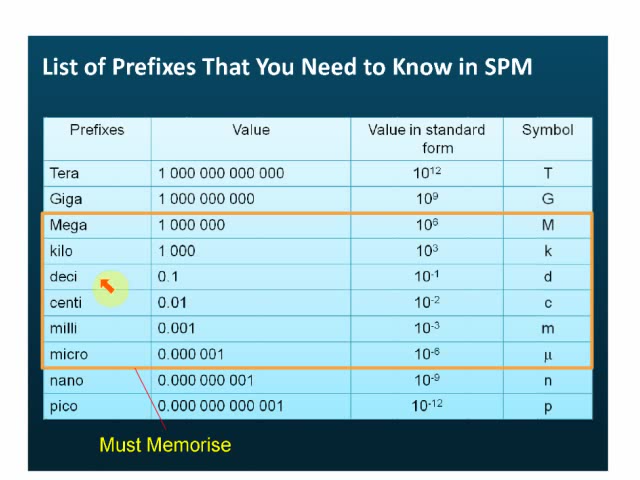 List of Prefixes That You Need to Know in SPM
Prefixes Value Value in standard form Symbol
Tera 1 000 000 000 000 10¹² T
Giga 1 000 000 000 10⁹ G
Mega 1 000 000 10⁶ M
kilo 1 000 10³ k
deci 0.1 10⁻¹ d
centi 0.01 10⁻² c
milli 0.001 10⁻³ m
micro 0.000 001 10⁻⁶ μ
nano 0.000 000 001 10⁻⁹ n
pico 0.000 000 000 001 10⁻¹² p
Must Memorise